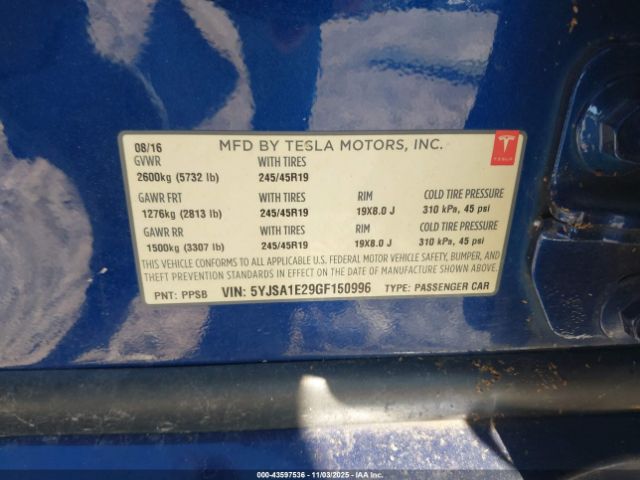 08/16 MFD BY TESLA MOTORS, INC.
GVWR WITH TIRES
2600kg (5732 lb) 245/45R19
GAWR FRT WITH TIRES RIM COLD TIRE PRESSURE
1276kg (2813 lb) 245/45R19 19X8.0 J 310 kPa, 45 psi
GAWR RR WITH TIRES RIM COLD TIRE PRESSURE
1500kg (3307 lb) 245/45R19 19X8.0 J 310 kPa, 45 psi
THIS VEHICLE CONFORMS TO ALL APPLICABLE U.S. FEDERAL MOTOR VEHICLE SAFETY, BUMPER, AND
THEFT PREVENTION STANDARDS IN EFFECT ON THE DATE OF MANUFACTURE SHOWN ABOVE.
PNT: PPSB VIN: 5YJSA1E29GF150996 TYPE: PASSENGER CAR
TESLA
00-43597536 - 11/03/2025 - IAAI.COM